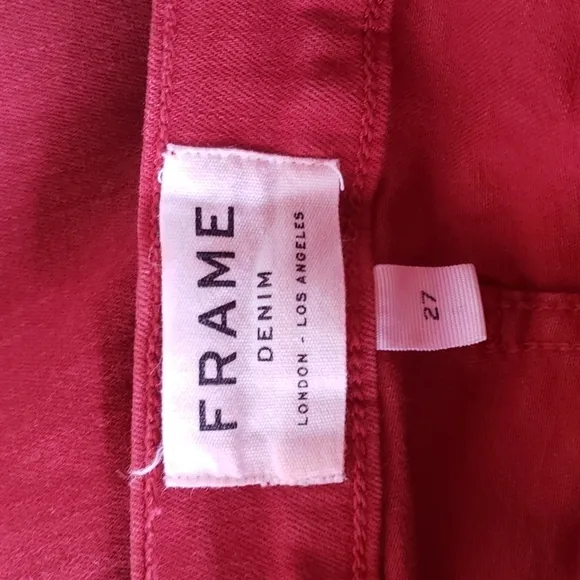 FRAME
DENIM
LONDON - LOS ANGELES
27